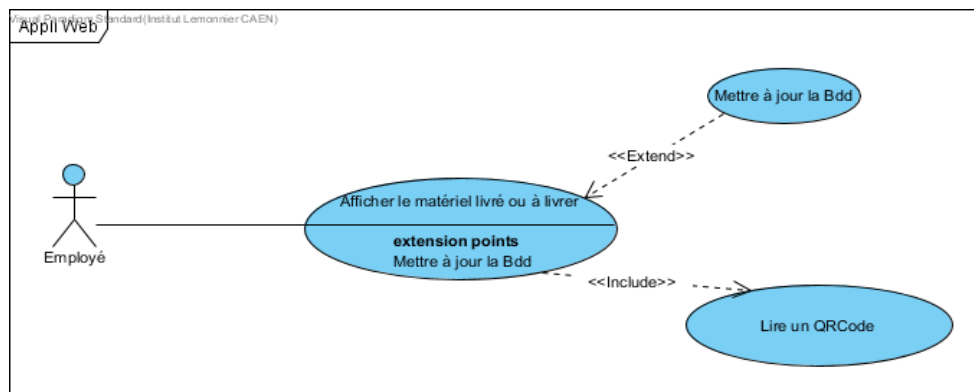 Visual Paradigm Standard(Institut Lemonnier CAEN)
Appli Web
Mettre à jour la Bdd
<<Extend>>
Afficher le matériel livré ou à livrer
extension points
Mettre à jour la Bdd
Employé
<<Include>>
Lire un QRCode